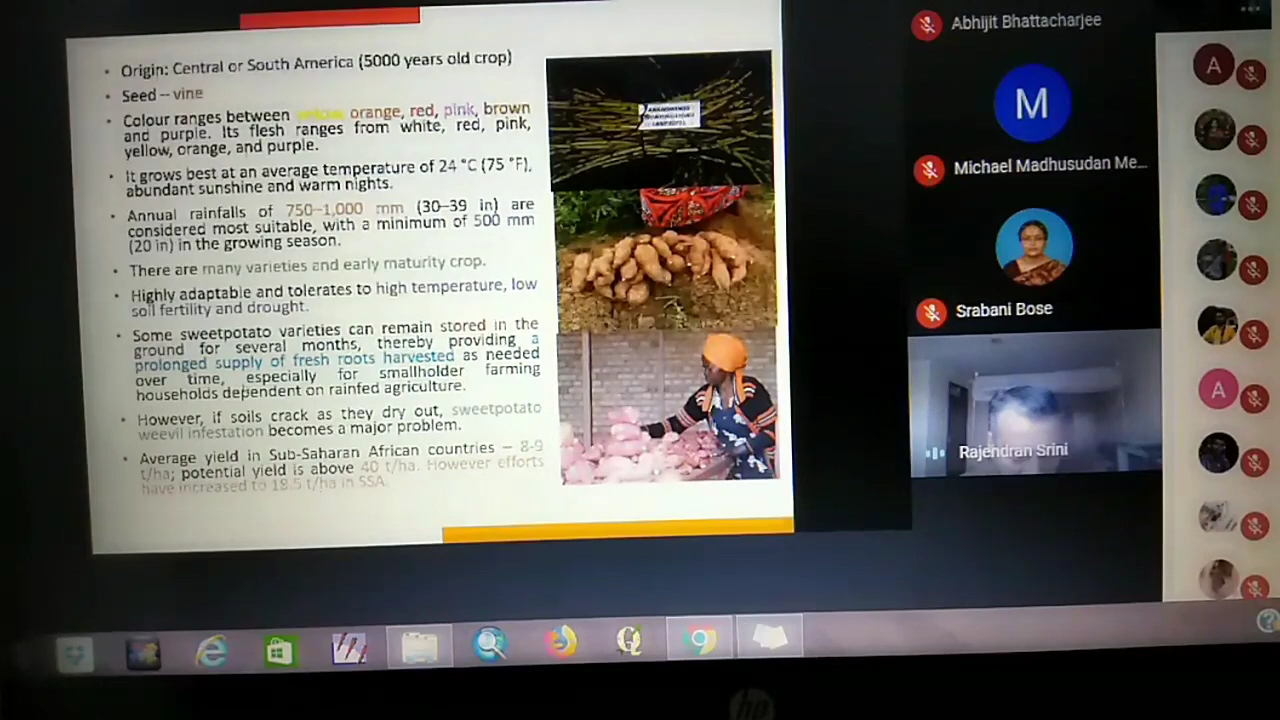 • Origin: Central or South America (5000 years old crop)
• Seed – vine
• Colour ranges between yellow, orange, red, pink, brown
and purple. Its flesh ranges from white, red, pink,
yellow, orange, and purple.
• It grows best at an average temperature of 24 °C (75 °F),
abundant sunshine and warm nights.
• Annual rainfalls of 750–1,000 mm (30–39 in) are
considered most suitable, with a minimum of 500 mm
(20 in) in the growing season.
• There are many varieties and early maturity crop.
• Highly adaptable and tolerates to high temperature, low
soil fertility and drought.
• Some sweetpotato varieties can remain stored in the
ground for several months, thereby providing a
prolonged supply of fresh roots harvested as needed
over time, especially for smallholder farming
households dependent on rainfed agriculture.
• However, if soils crack as they dry out, sweetpotato
weevil infestation becomes a major problem.
• Average yield in Sub-Saharan African countries – 8-9
t/ha; potential yield is above 40 t/ha. However efforts
have increased to 18.5 t/ha in SSA.
Abhijit Bhattacharjee
M
Michael Madhusudan Me...
Srabani Bose
Rajendran Srini
A
A
hp